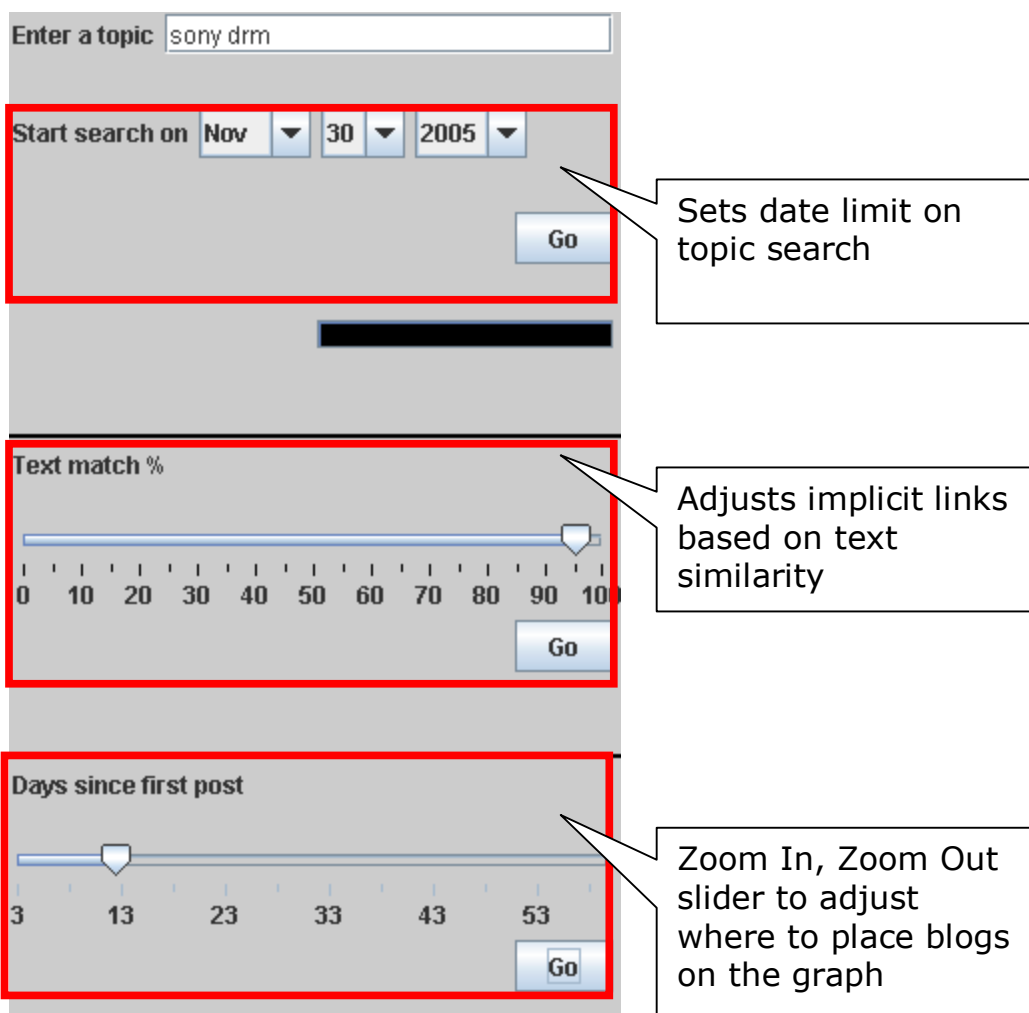 Enter a topic sony drm
Start search on Nov 30 2005
Go
Sets date limit on
topic search
Text match %
0 10 20 30 40 50 60 70 80 90 100
Go
Adjusts implicit links
based on text
similarity
Days since first post
3 13 23 33 43 53
Go
Zoom In, Zoom Out
slider to adjust
where to place blogs
on the graph